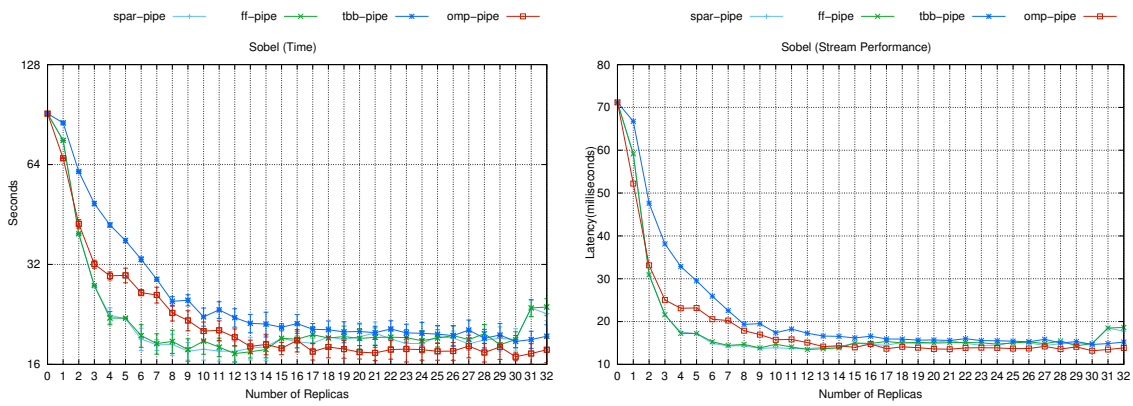 spar-pipe ff-pipe tbb-pipe omp-pipe
Sobel (Time)
128
64
32
16
Seconds
0 1 2 3 4 5 6 7 8 9 10 11 12 13 14 15 16 17 18 19 20 21 22 23 24 25 26 27 28 29 30 31 32
Number of Replicas
spar-pipe ff-pipe tbb-pipe omp-pipe
Sobel (Stream Performance)
80
70
60
50
40
30
20
10
Latency(milliseconds)
0 1 2 3 4 5 6 7 8 9 10 11 12 13 14 15 16 17 18 19 20 21 22 23 24 25 26 27 28 29 30 31 32
Number of Replicas